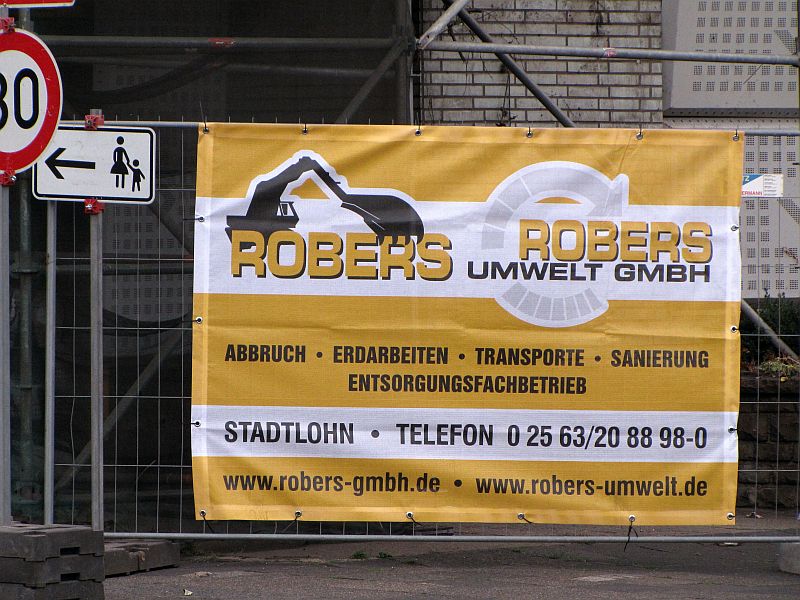 30
ROBERS
ROBERS
UMWELT GMBH
ABBRUCH • ERDARBEITEN • TRANSPORTE • SANIERUNG
ENTSORGUNGSFACHBETRIEB
STADTLOHN • TELEFON 0 25 63/20 88 98-0
www.robers-gmbh.de • www.robers-umwelt.de